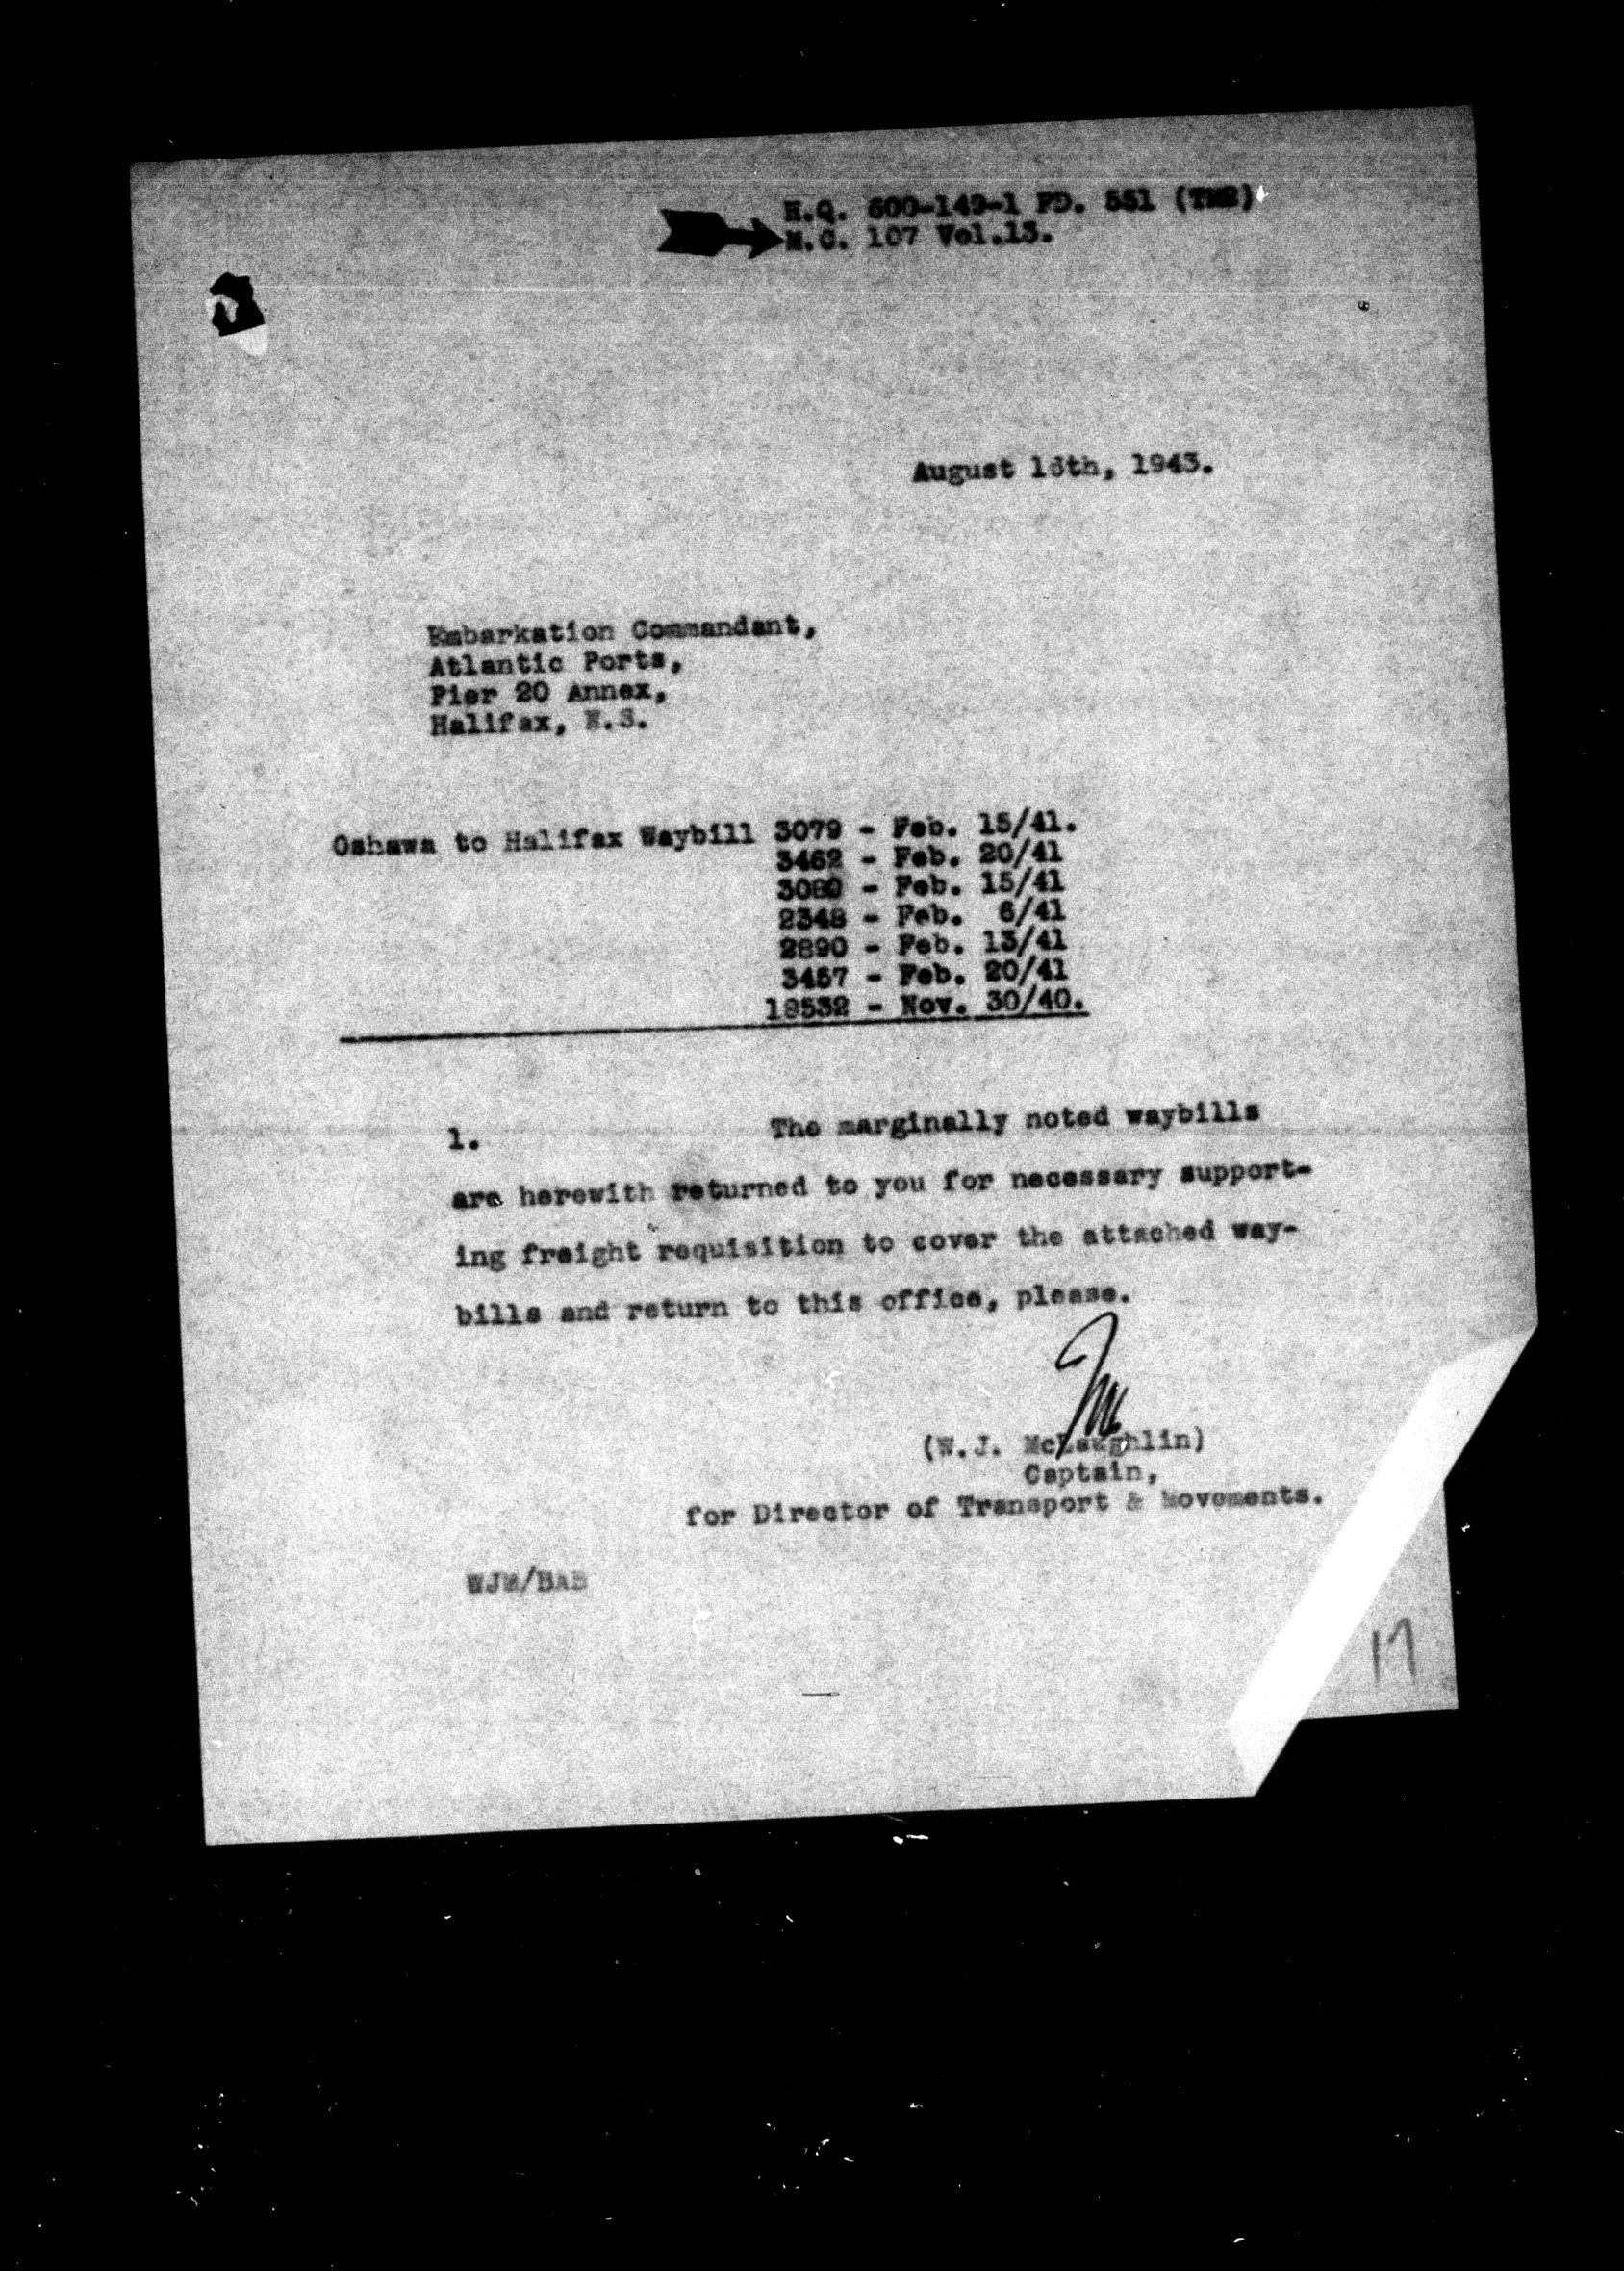 H.Q. 600-149-1 FD. 551 (TM2)
M.C. 107 Vol.13.
August 16th, 1943.
Embarkation Commandant,
Atlantic Ports,
Pier 20 Annex,
Halifax, N.S.
Oshawa to Halifax Waybill 3079 - Feb. 15/41.
3462 - Feb. 20/41
3080 - Feb. 15/41
2348 - Feb. 6/41
2890 - Feb. 13/41
3457 - Feb. 20/41
18532 - Nov. 30/40.
1. The marginally noted waybills
are herewith returned to you for necessary support-
ing freight requisition to cover the attached way-
bills and return to this office, please.
(W.J. McLaughlin)
Captain,
for Director of Transport & Movements.
WJM/BAB
17